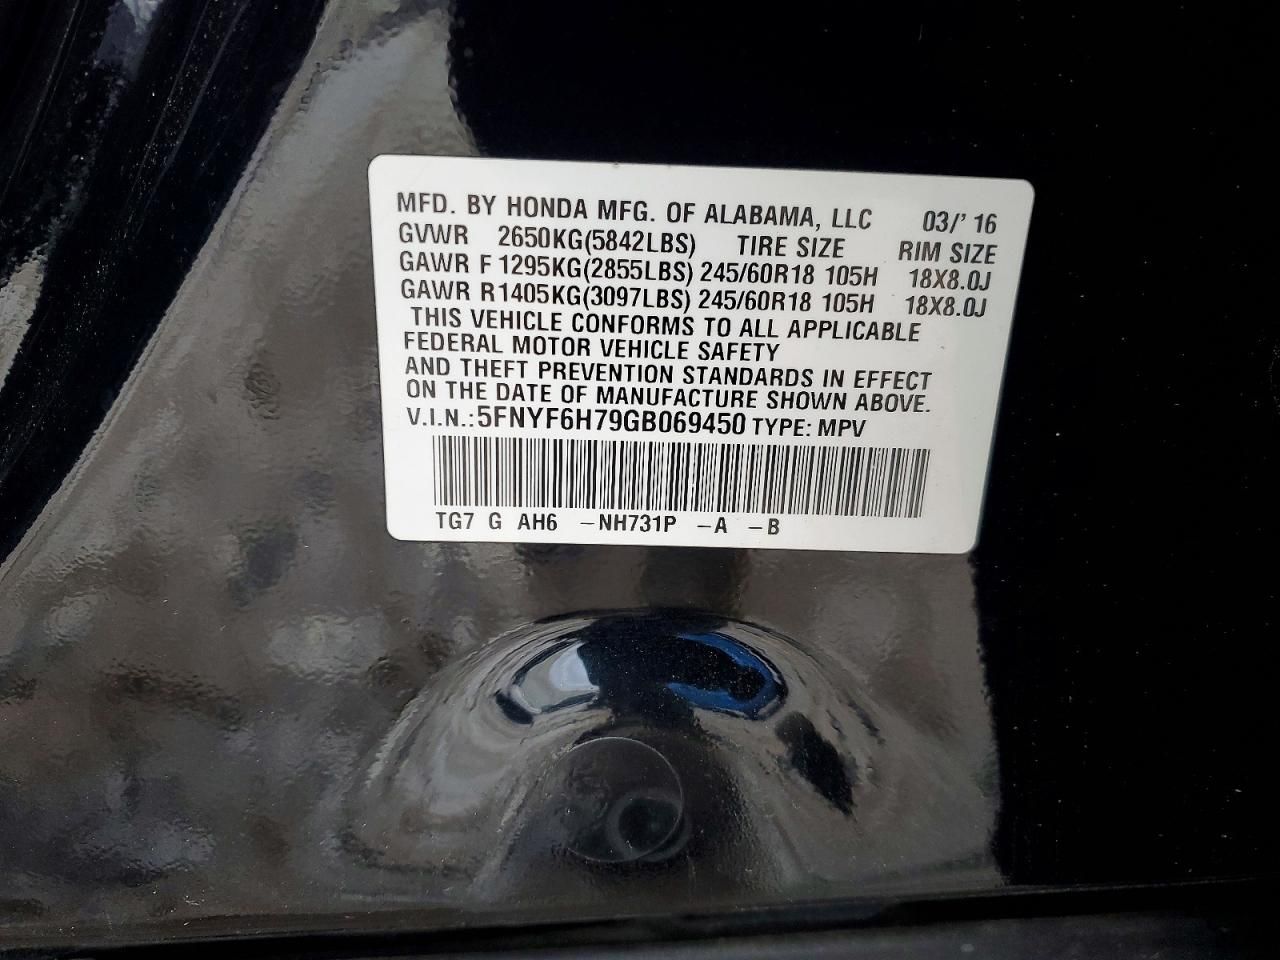 MFD. BY HONDA MFG. OF ALABAMA, LLC 03/' 16
GVWR 2650KG(5842LBS) TIRE SIZE RIM SIZE
GAWR F 1295KG(2855LBS) 245/60R18 105H 18X8.0J
GAWR R1405KG(3097LBS) 245/60R18 105H 18X8.0J
THIS VEHICLE CONFORMS TO ALL APPLICABLE
FEDERAL MOTOR VEHICLE SAFETY
AND THEFT PREVENTION STANDARDS IN EFFECT
ON THE DATE OF MANUFACTURE SHOWN ABOVE.
V.I.N.:5FNYF6H79GB069450 TYPE: MPV
TG7 G AH6 -NH731P -A -B